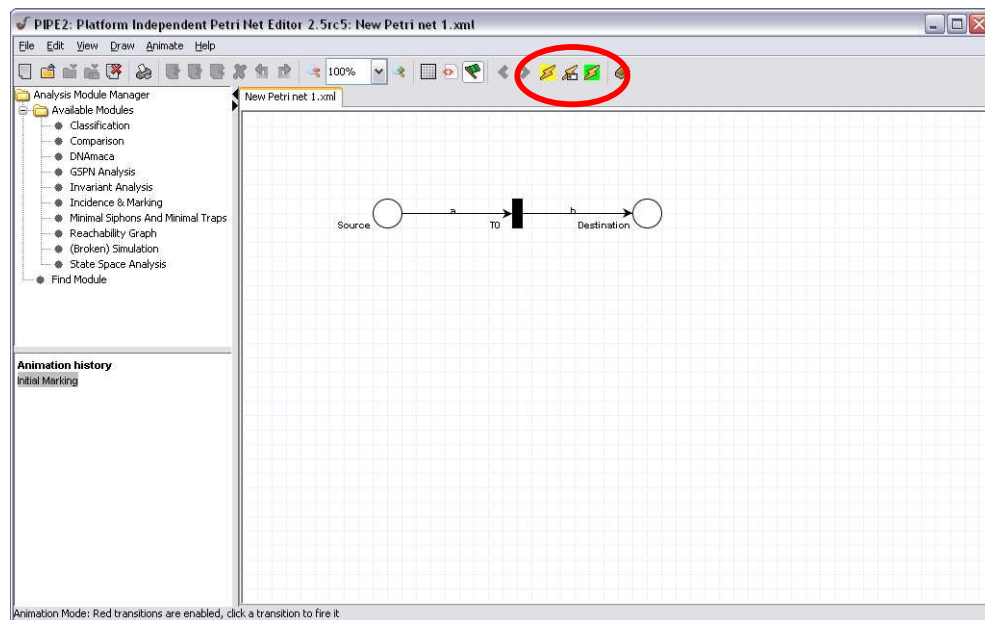 PIPE2: Platform Independent Petri Net Editor 2.5rc5: New Petri net 1.xml
File Edit View Draw Animate Help
100%
Analysis Module Manager
Available Modules
Classification
Comparison
DNAmaca
GSPN Analysis
Invariant Analysis
Incidence & Marking
Minimal Siphons And Minimal Traps
Reachability Graph
(Broken) Simulation
State Space Analysis
Find Module
Animation history
Initial Marking
New Petri net 1.xml
Source a T0 b Destination
Animation Mode: Red transitions are enabled, click a transition to fire it